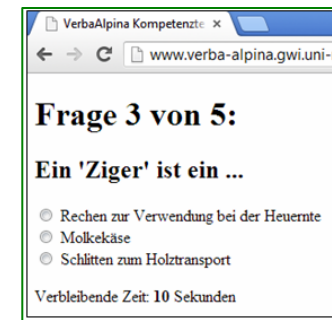 VerbaAlpina Kompetenzte
www.verba-alpina.gwi.uni-
Frage 3 von 5:
Ein 'Ziger' ist ein ...
Rechen zur Verwendung bei der Heuernte
Molkekäse
Schlitten zum Holztransport
Verbleibende Zeit: 10 Sekunden